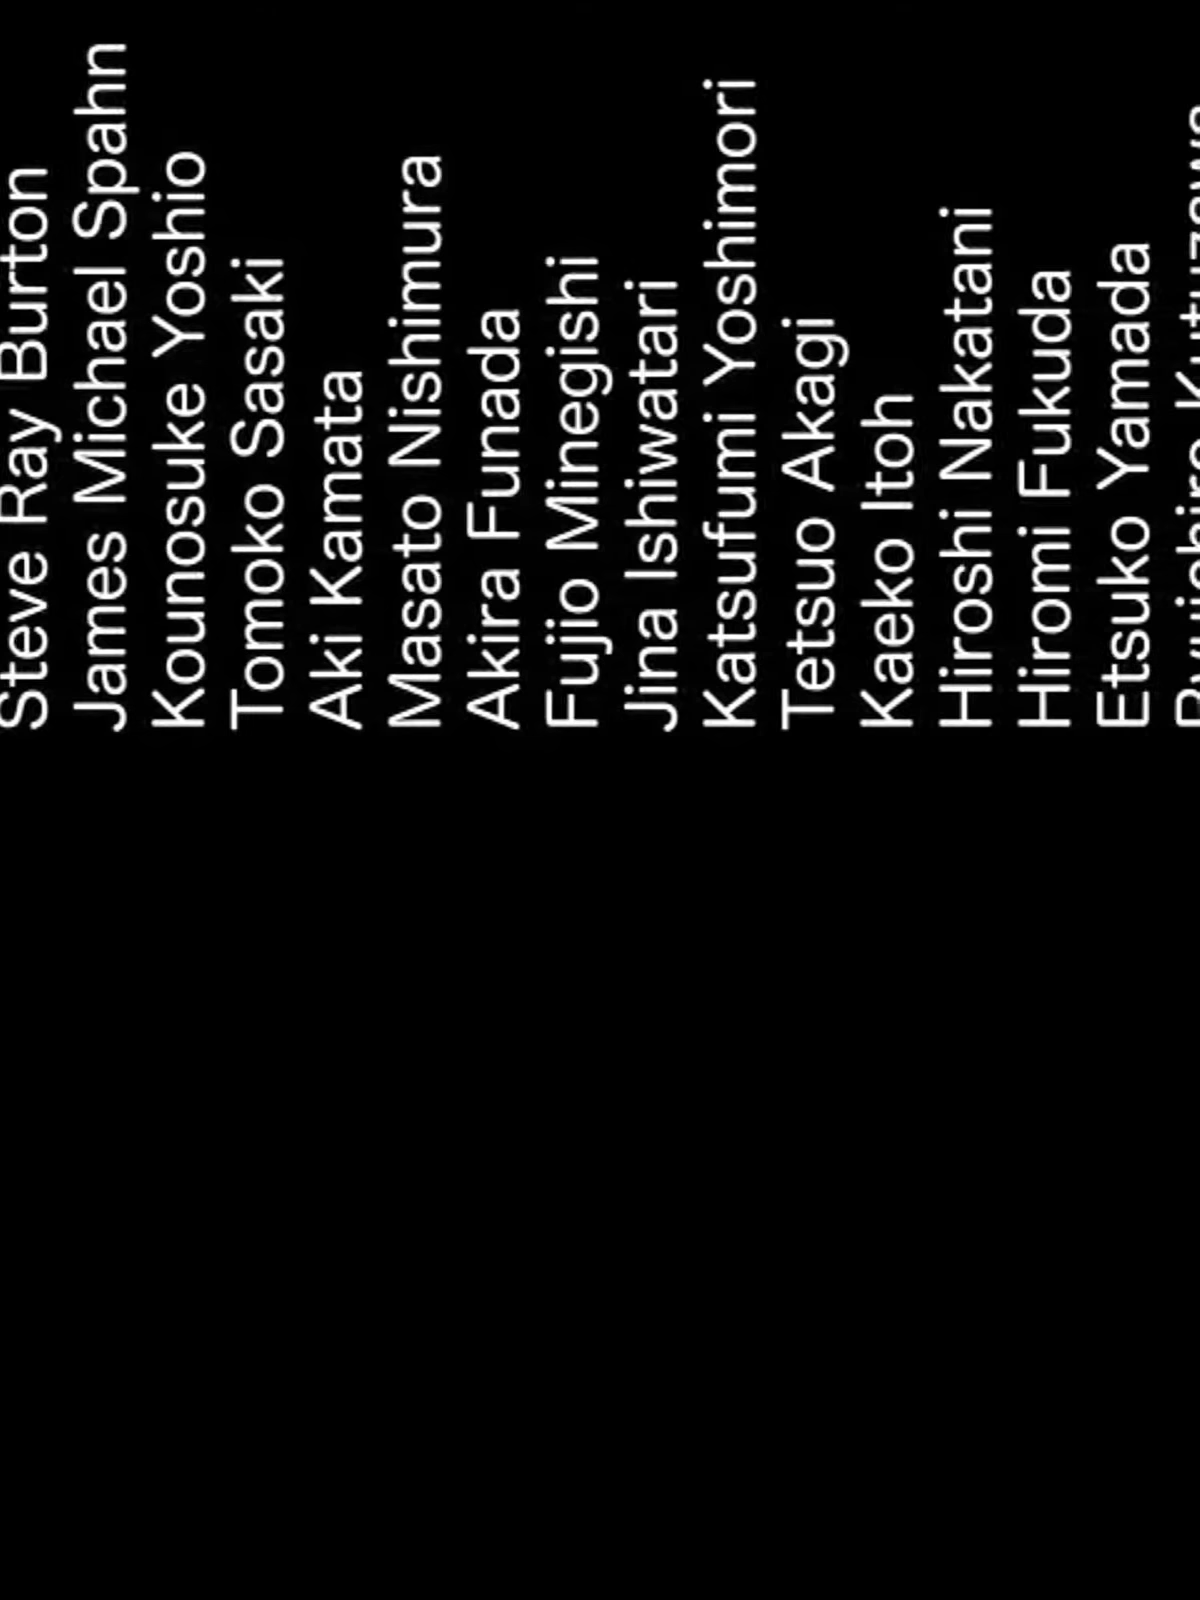 Steve Ray Burton
James Michael Spahn
Kounosuke Yoshio
Tomoko Sasaki
Aki Kamata
Masato Nishimura
Akira Funada
Fujio Minegishi
Jina Ishiwatari
Katsufumi Yoshimori
Tetsuo Akagi
Kaeko Itoh
Hiroshi Nakatani
Hiromi Fukuda
Etsuko Yamada